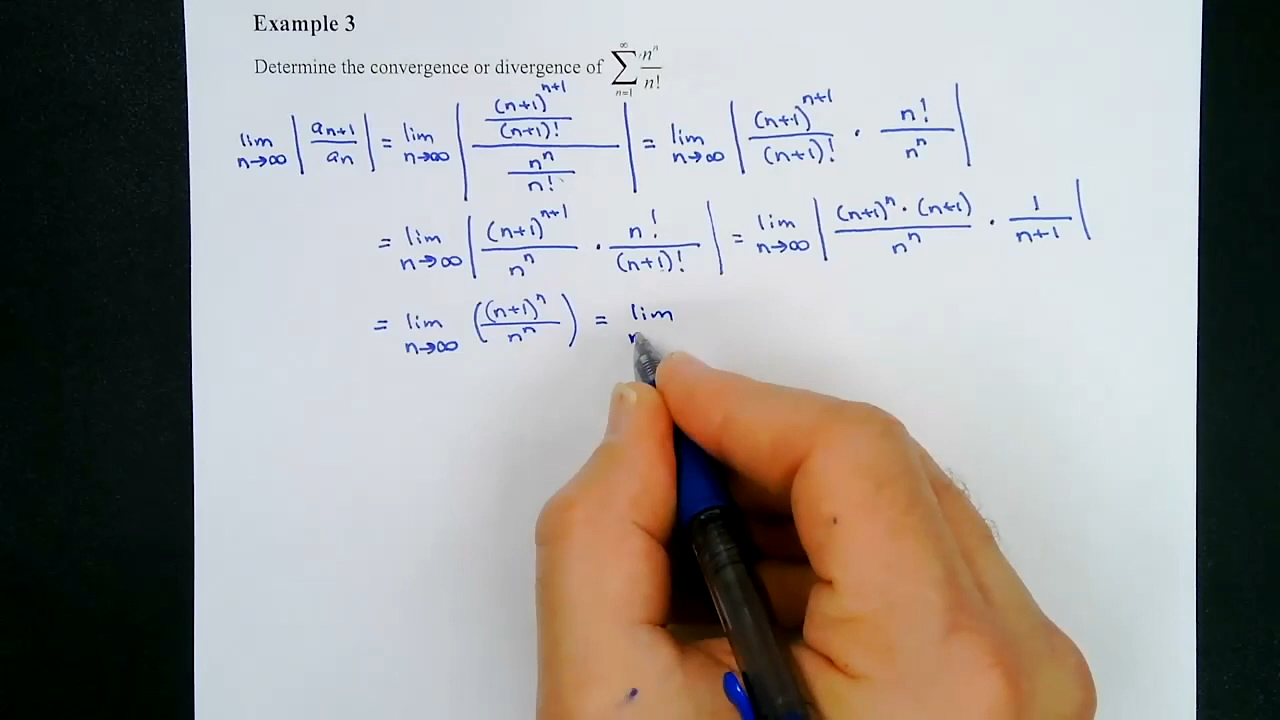 Example 3
Determine the convergence or divergence of ∑_{n=1}^{∞} n^n / n!
lim_{n→∞} | a_{n+1} / a_n | = lim_{n→∞} | ((n+1)^{n+1} / (n+1)!) / (n^n / n!) | = lim_{n→∞} | (n+1)^{n+1} / (n+1)! · n! / n^n |
= lim_{n→∞} | (n+1)^{n+1} / n^n · n! / (n+1)! | = lim_{n→∞} | (n+1)^n · (n+1) / n^n · 1 / n+1 |
= lim_{n→∞} ( (n+1)^n / n^n ) = lim n